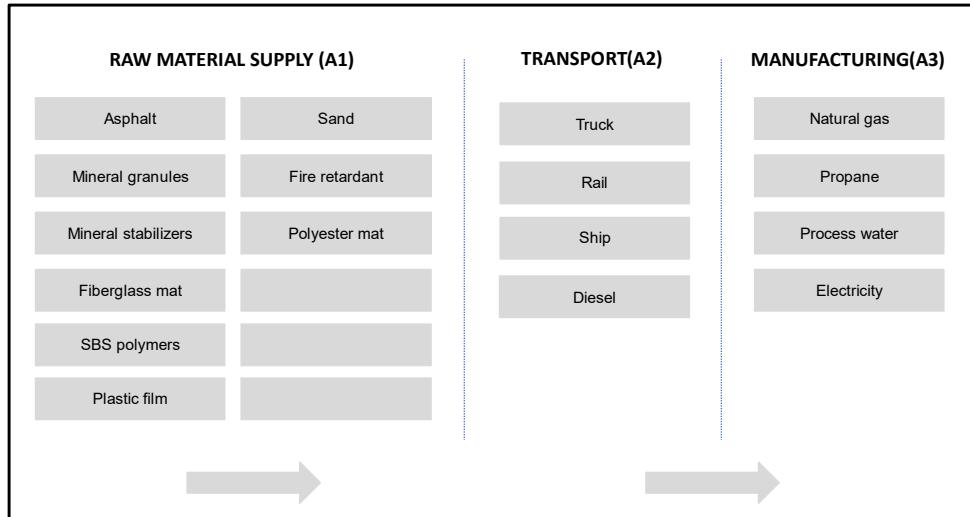 RAW MATERIAL SUPPLY (A1)
Asphalt
Mineral granules
Mineral stabilizers
Fiberglass mat
SBS polymers
Plastic film
Sand
Fire retardant
Polyester mat
TRANSPORT(A2)
Truck
Rail
Ship
Diesel
MANUFACTURING(A3)
Natural gas
Propane
Process water
Electricity